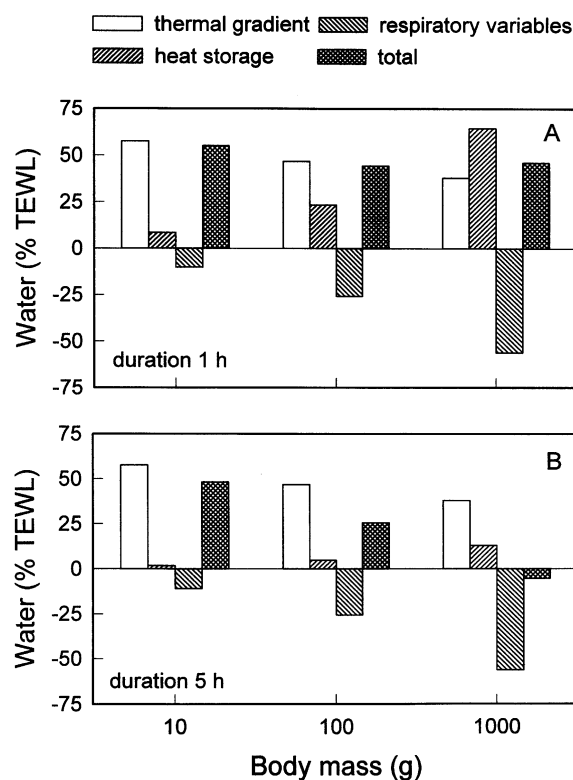 thermal gradient respiratory variables
heat storage total
75
50
25
0
-25
-50
-75
Water (% TEWL)
A
duration 1 h
75
50
25
0
-25
-50
-75
Water (% TEWL)
B
duration 5 h
10 100 1000
Body mass (g)